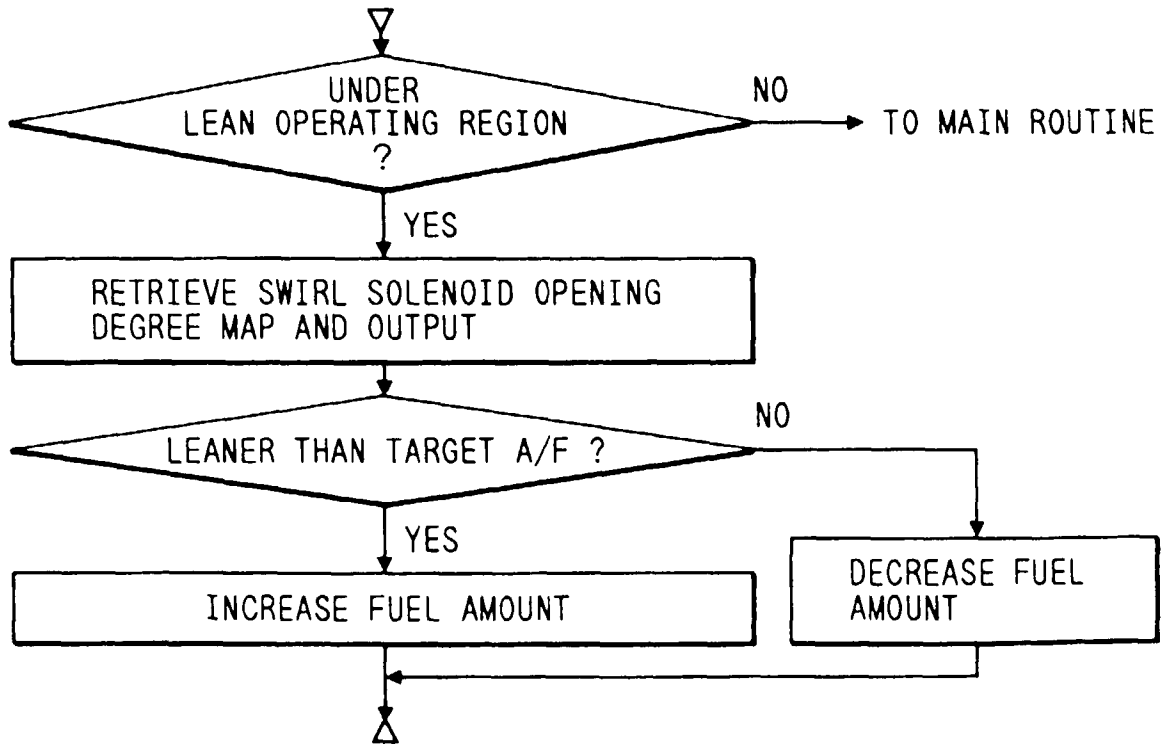 UNDER
LEAN OPERATING REGION
?
NO
TO MAIN ROUTINE
YES
RETRIEVE SWIRL SOLENOID OPENING
DEGREE MAP AND OUTPUT
LEANER THAN TARGET A/F ?
NO
YES
INCREASE FUEL AMOUNT
DECREASE FUEL
AMOUNT